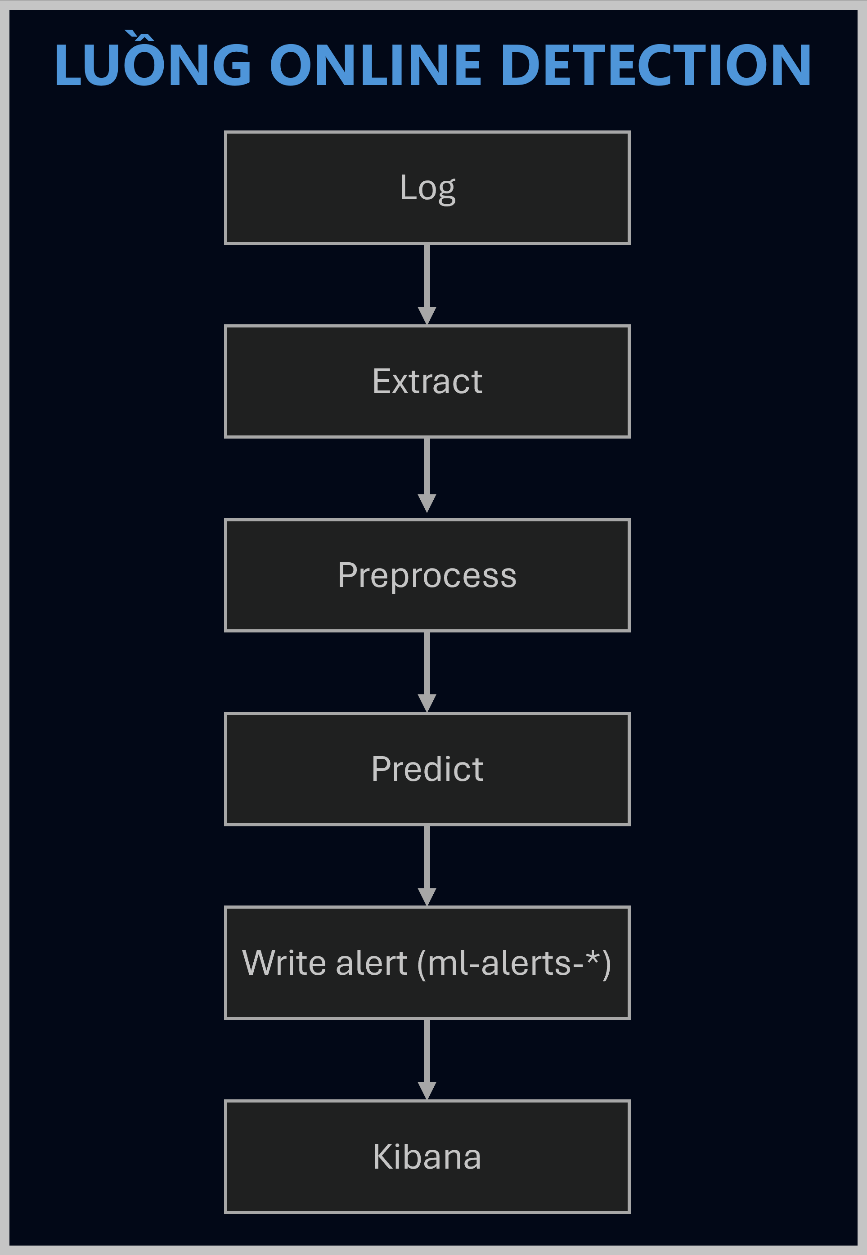 LUỒNG ONLINE DETECTION
Log
Extract
Preprocess
Predict
Write alert (ml-alerts-*)
Kibana